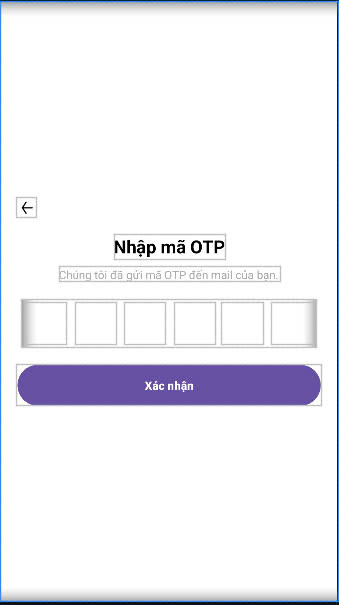 Nhập mã OTP
Chúng tôi đã gửi mã OTP đến mail của bạn.
Xác nhận